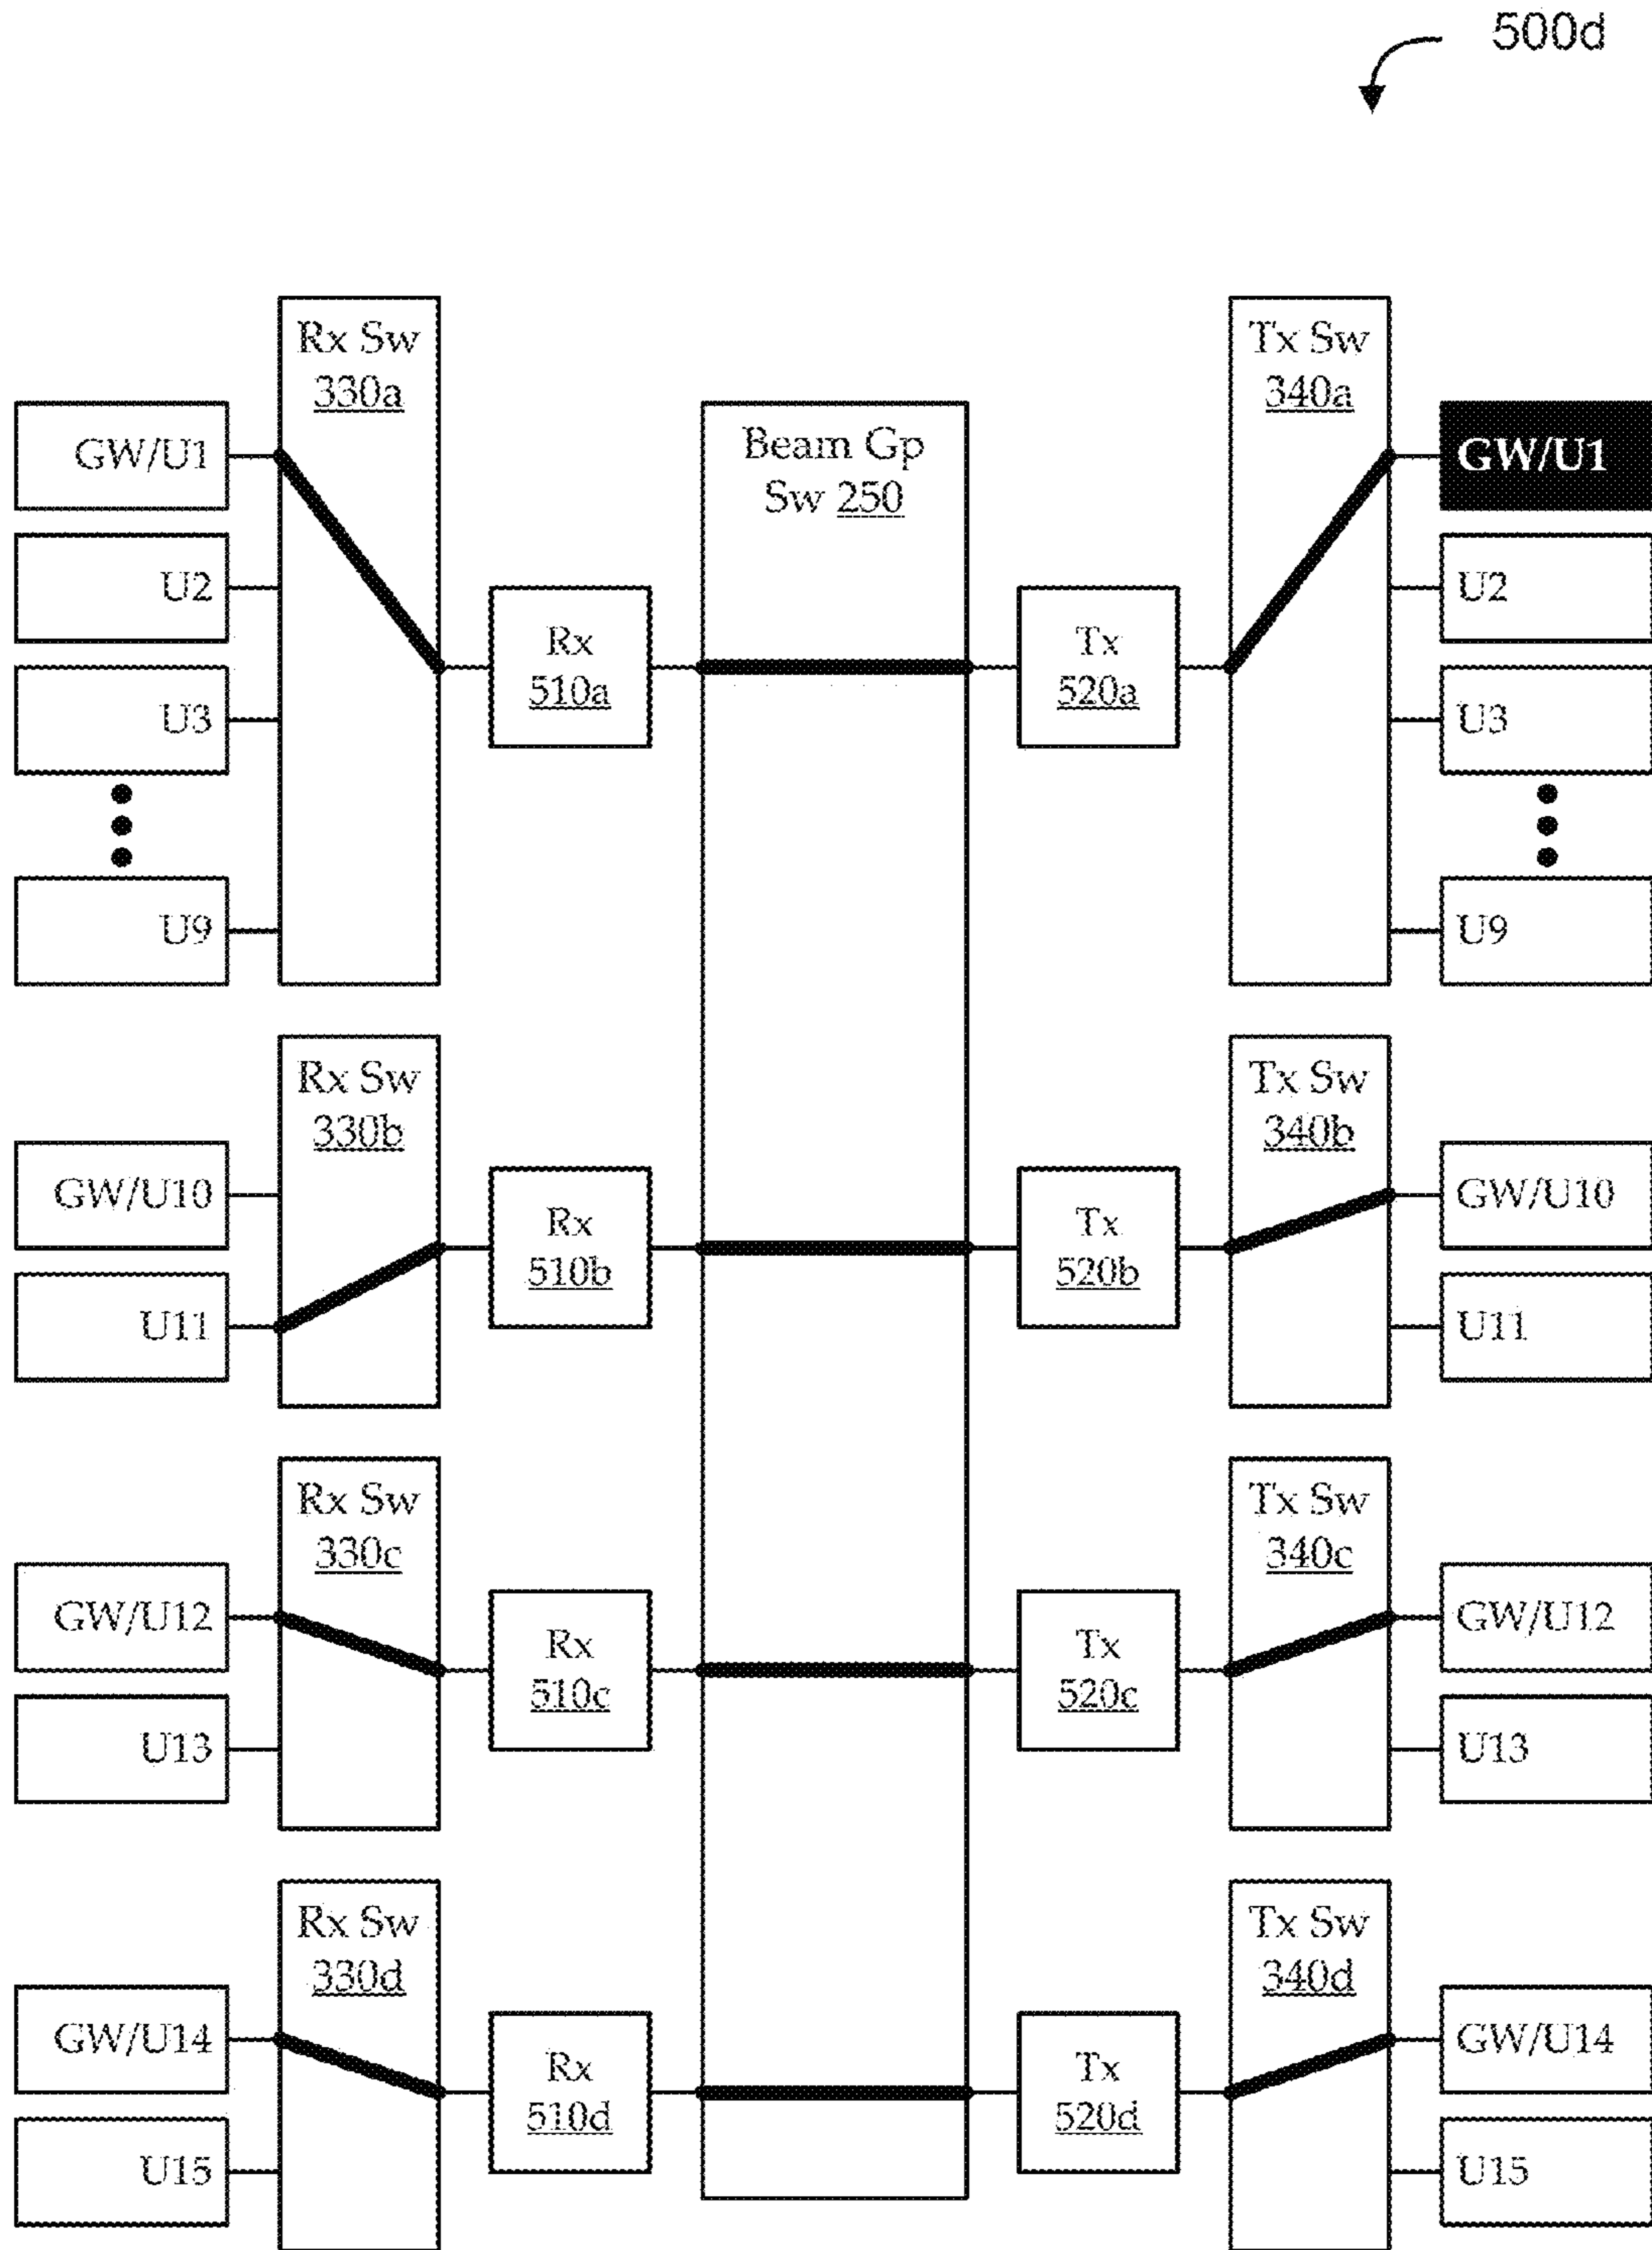 500d
Rx Sw
330a
GW/U1
U2
U3
U9
Rx
510a
Beam Gp
Sw 250
Tx
520a
Tx Sw
340a
GW/U1
U2
U3
U9
Rx Sw
330b
GW/U10
U11
Rx
510b
Tx
520b
Tx Sw
340b
GW/U10
U11
Rx Sw
330c
GW/U12
U13
Rx
510c
Tx
520c
Tx Sw
340c
GW/U12
U13
Rx Sw
330d
GW/U14
U15
Rx
510d
Tx
520d
Tx Sw
340d
GW/U14
U15